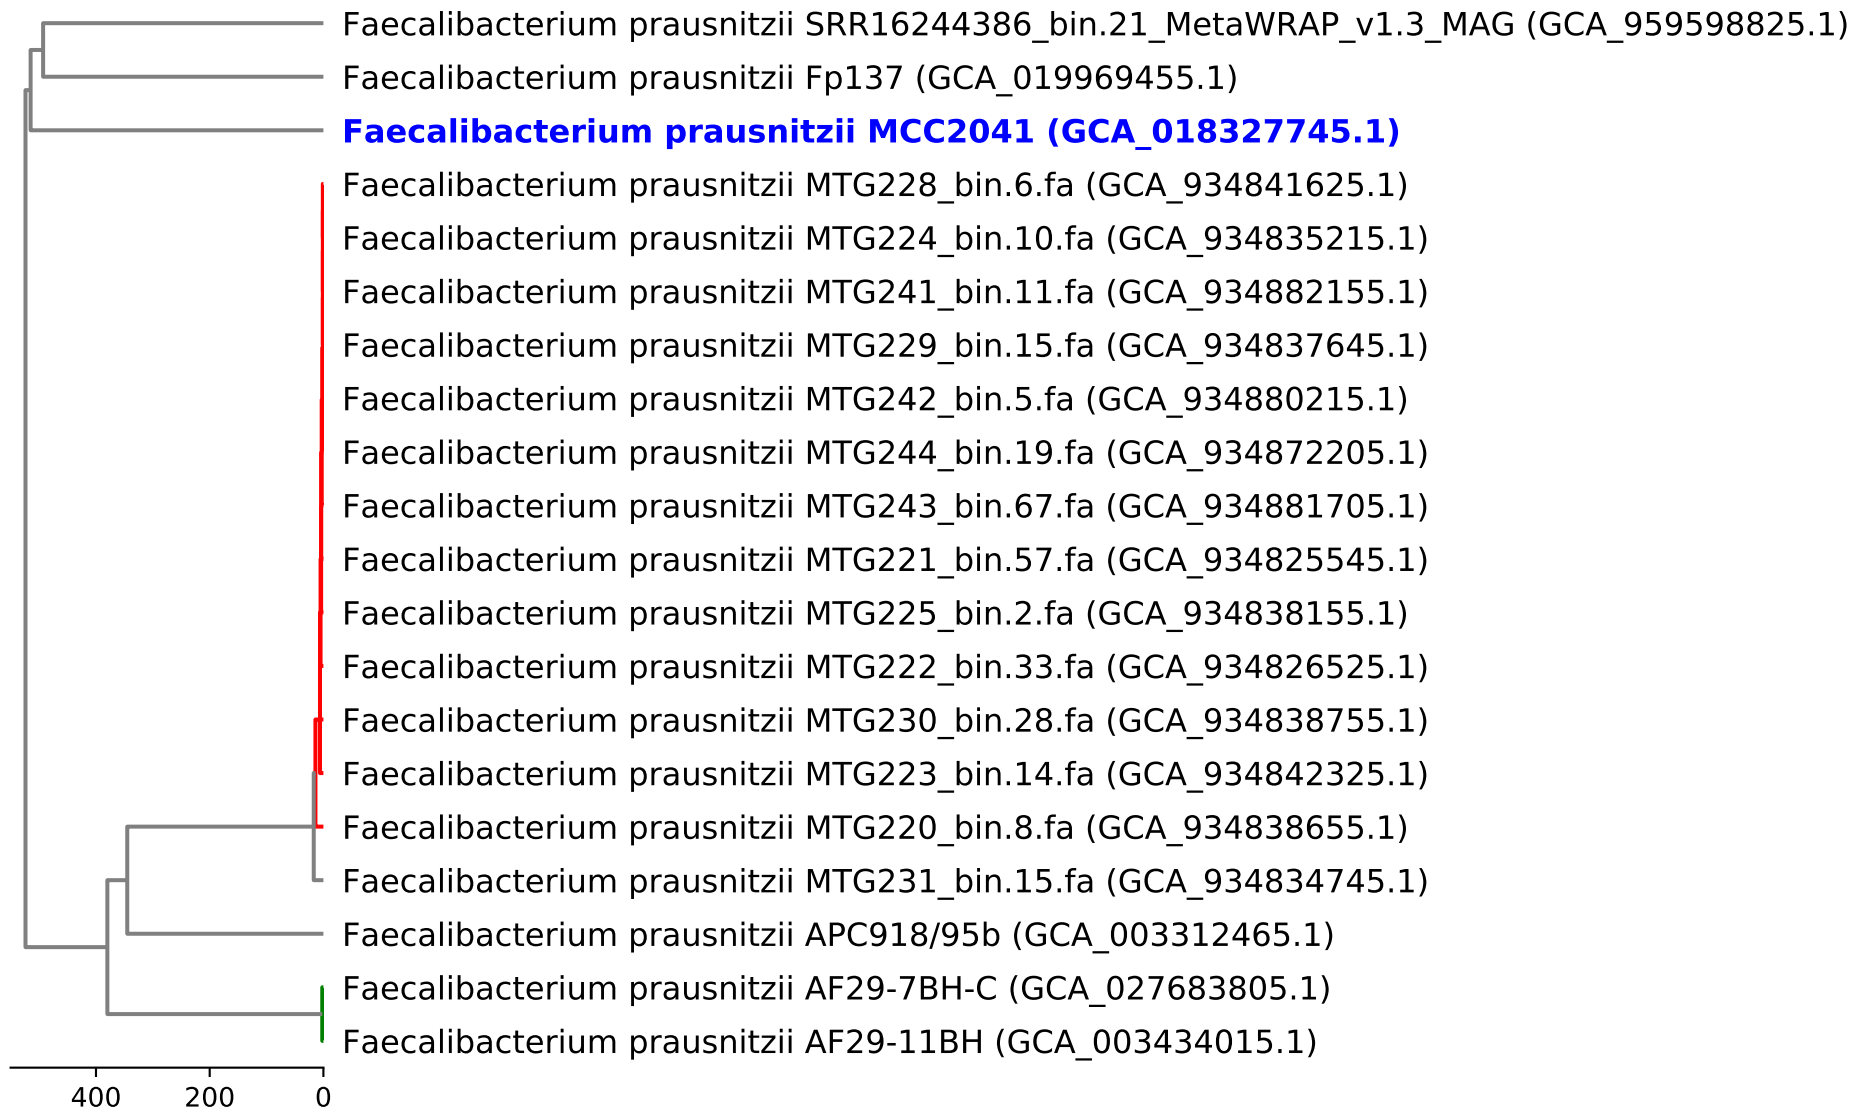 Faecalibacterium prausnitzii SRR16244386_bin.21_MetaWRAP_v1.3_MAG (GCA_959598825.1)
Faecalibacterium prausnitzii Fp137 (GCA_019969455.1)
Faecalibacterium prausnitzii MCC2041 (GCA_018327745.1)
Faecalibacterium prausnitzii MTG228_bin.6.fa (GCA_934841625.1)
Faecalibacterium prausnitzii MTG224_bin.10.fa (GCA_934835215.1)
Faecalibacterium prausnitzii MTG241_bin.11.fa (GCA_934882155.1)
Faecalibacterium prausnitzii MTG229_bin.15.fa (GCA_934837645.1)
Faecalibacterium prausnitzii MTG242_bin.5.fa (GCA_934880215.1)
Faecalibacterium prausnitzii MTG244_bin.19.fa (GCA_934872205.1)
Faecalibacterium prausnitzii MTG243_bin.67.fa (GCA_934881705.1)
Faecalibacterium prausnitzii MTG221_bin.57.fa (GCA_934825545.1)
Faecalibacterium prausnitzii MTG225_bin.2.fa (GCA_934838155.1)
Faecalibacterium prausnitzii MTG222_bin.33.fa (GCA_934826525.1)
Faecalibacterium prausnitzii MTG230_bin.28.fa (GCA_934838755.1)
Faecalibacterium prausnitzii MTG223_bin.14.fa (GCA_934842325.1)
Faecalibacterium prausnitzii MTG220_bin.8.fa (GCA_934838655.1)
Faecalibacterium prausnitzii MTG231_bin.15.fa (GCA_934834745.1)
Faecalibacterium prausnitzii APC918/95b (GCA_003312465.1)
Faecalibacterium prausnitzii AF29-7BH-C (GCA_027683805.1)
Faecalibacterium prausnitzii AF29-11BH (GCA_003434015.1)
400 200 0